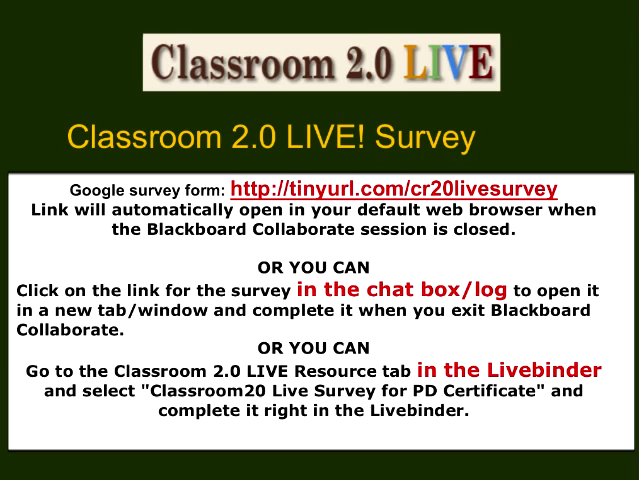 Classroom 2.0 LIVE
Classroom 2.0 LIVE! Survey
Google survey form: http://tinyurl.com/cr20livesurvey
Link will automatically open in your default web browser when
the Blackboard Collaborate session is closed.
OR YOU CAN
Click on the link for the survey in the chat box/log to open it
in a new tab/window and complete it when you exit Blackboard
Collaborate.
OR YOU CAN
Go to the Classroom 2.0 LIVE Resource tab in the Livebinder
and select "Classroom20 Live Survey for PD Certificate" and
complete it right in the Livebinder.